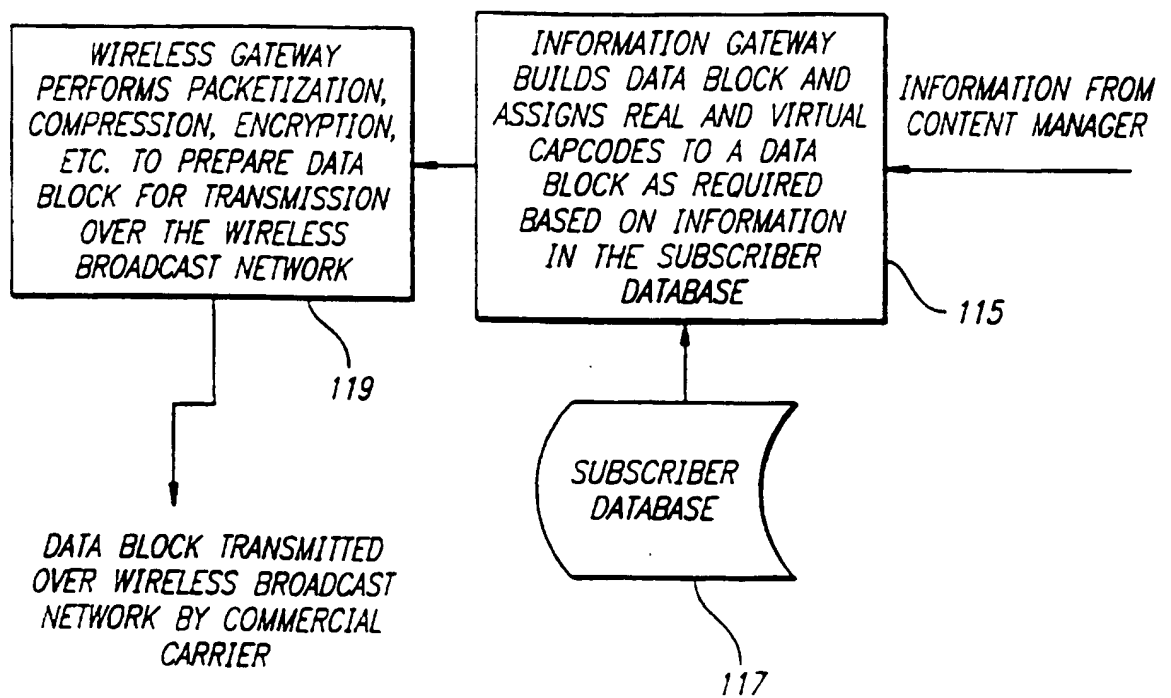 WIRELESS GATEWAY
PERFORMS PACKETIZATION,
COMPRESSION, ENCRYPTION,
ETC. TO PREPARE DATA
BLOCK FOR TRANSMISSION
OVER THE WIRELESS
BROADCAST NETWORK
119
INFORMATION GATEWAY
BUILDS DATA BLOCK AND
ASSIGNS REAL AND VIRTUAL
CAPCODES TO A DATA
BLOCK AS REQUIRED
BASED ON INFORMATION
IN THE SUBSCRIBER
DATABASE
115
INFORMATION FROM
CONTENT MANAGER
SUBSCRIBER
DATABASE
117
DATA BLOCK TRANSMITTED
OVER WIRELESS BROADCAST
NETWORK BY COMMERCIAL
CARRIER